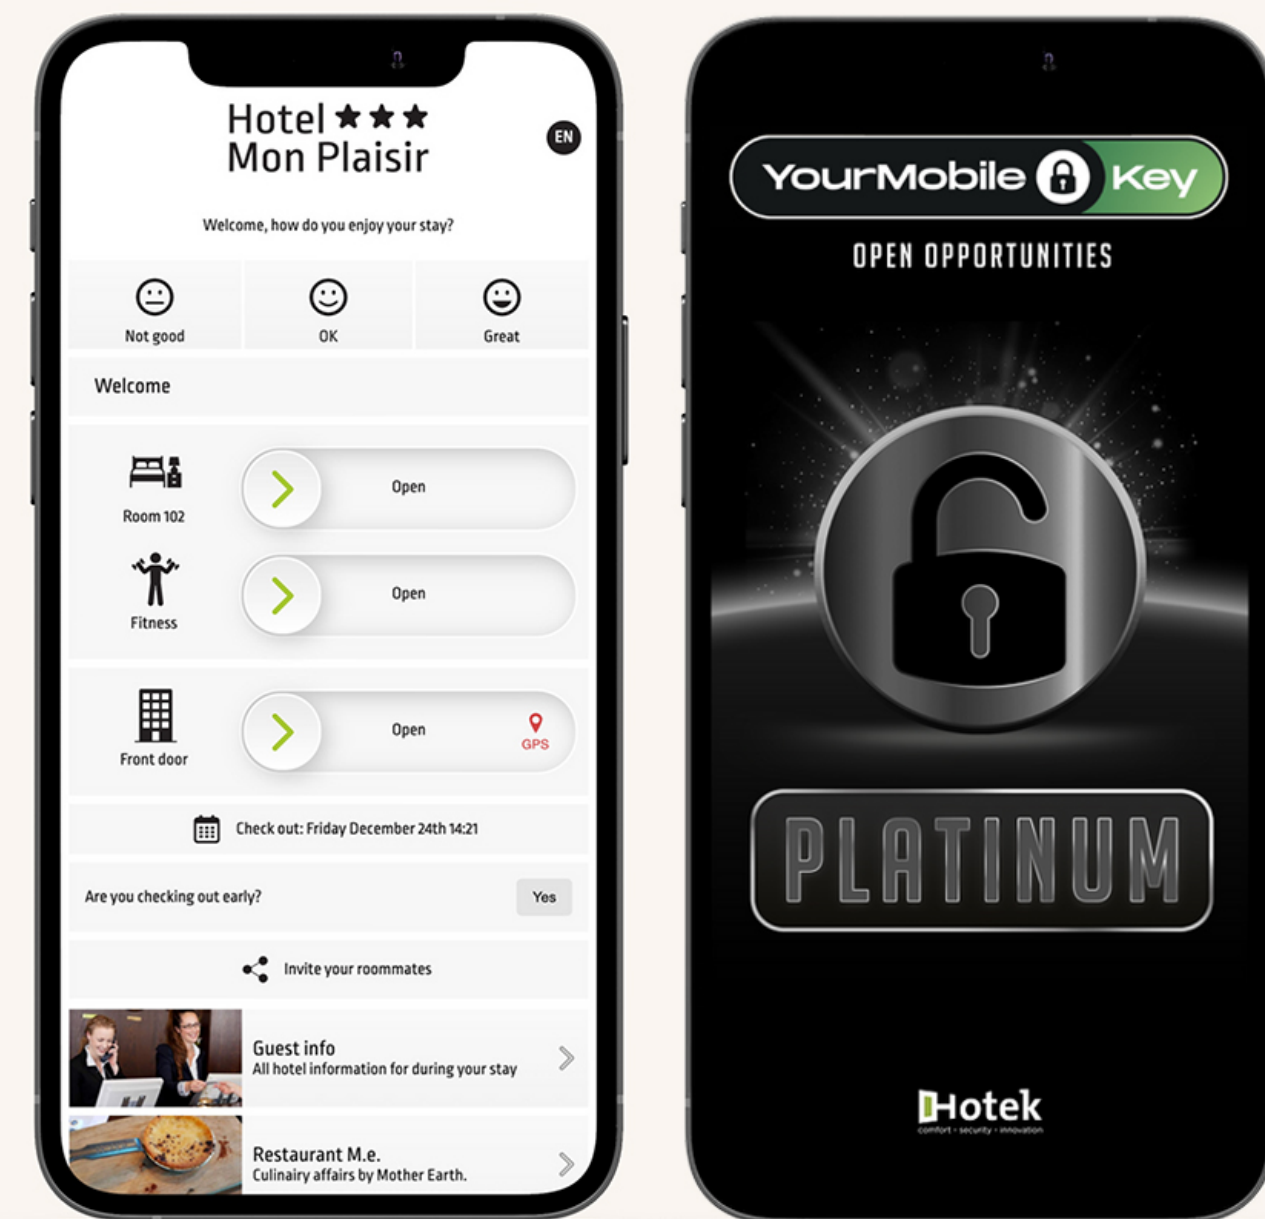 Hotel ★★★
Mon Plaisir
EN
Welcome, how do you enjoy your stay?
Not good
OK
Great
Welcome
Room 102
Open
Fitness
Open
Front door
Open
GPS
Check out: Friday December 24th 14:21
Are you checking out early?
Yes
Invite your roommates
Guest info
All hotel information for during your stay
Restaurant M.e.
Culinairy affairs by Mother Earth.
YourMobile Key
OPEN OPPORTUNITIES
PLATINUM
Hotek
comfort - security - innovation